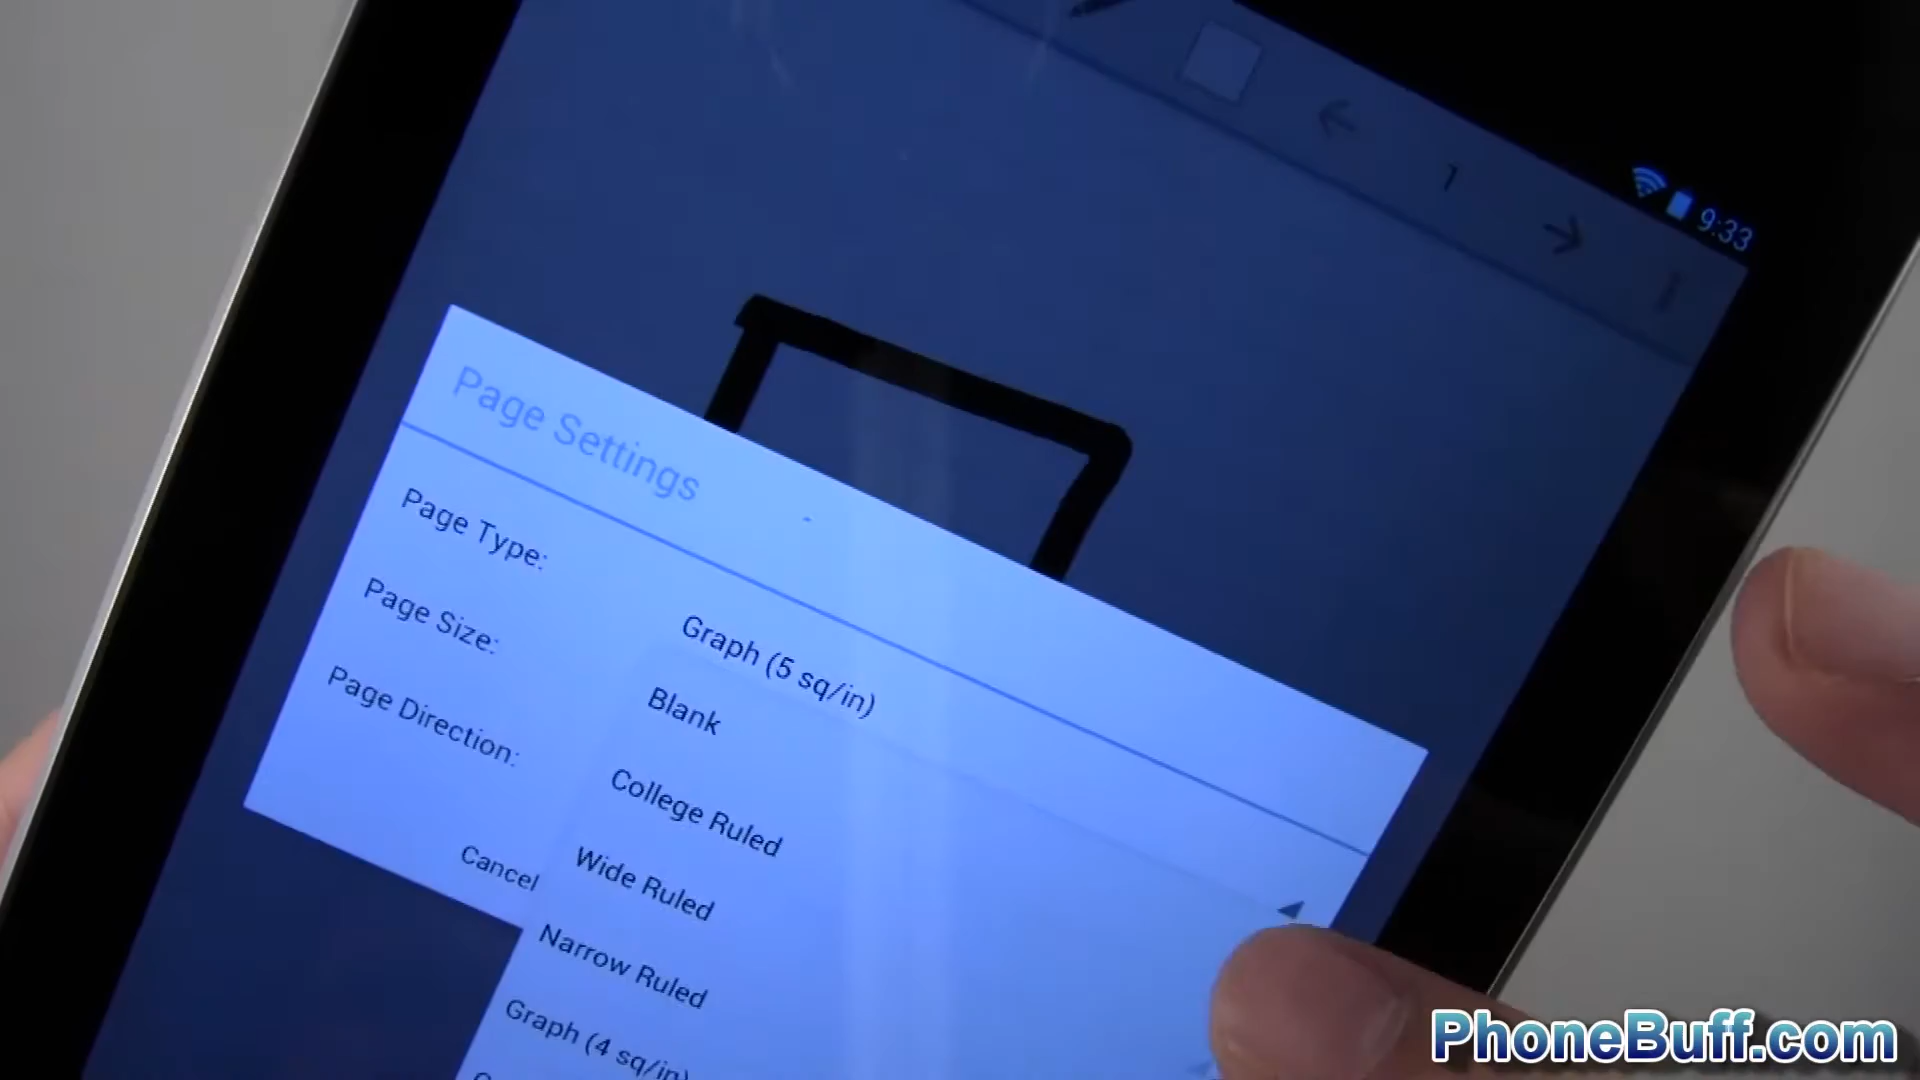 1
9:33
Page Settings
Page Type:
Graph (5 sq/in)
Page Size:
Blank
Page Direction:
College Ruled
Cancel
Wide Ruled
Narrow Ruled
Graph (4 sq/in)
PhoneBuff.com